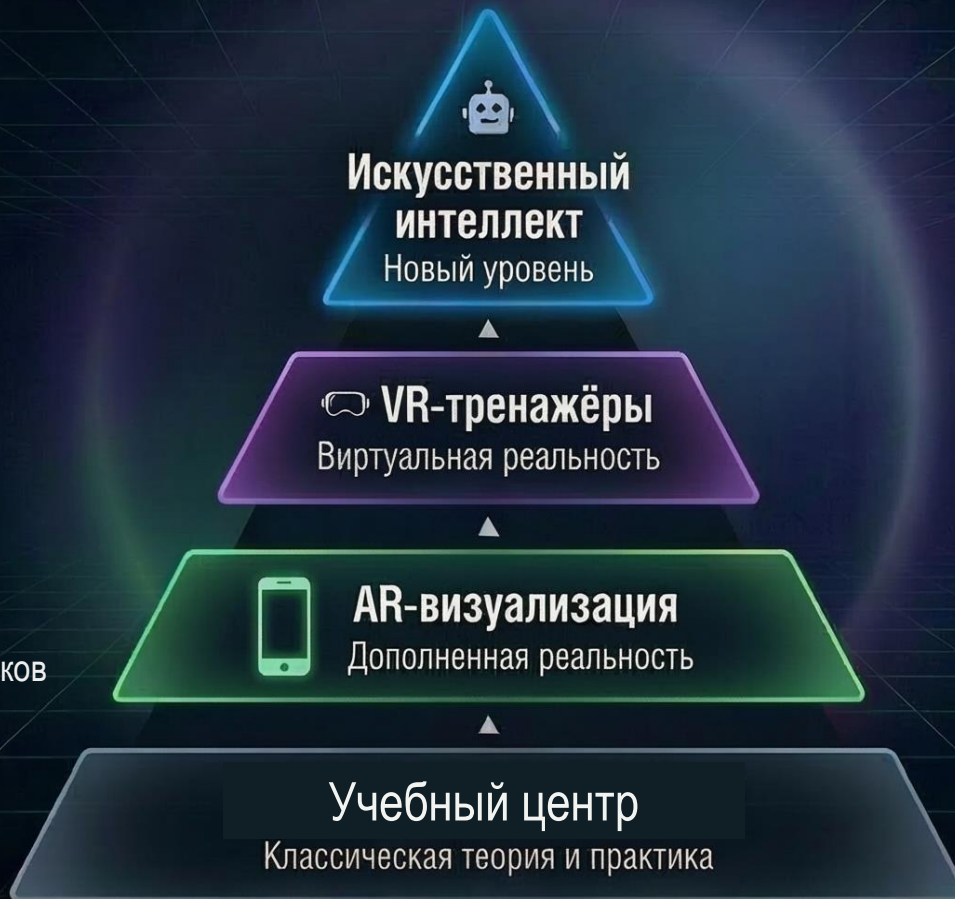 Искусственный
интеллект
Новый уровень
VR-тренажёры
Виртуальная реальность
AR-визуализация
Дополненная реальность
ков
Учебный центр
Классическая теория и практика